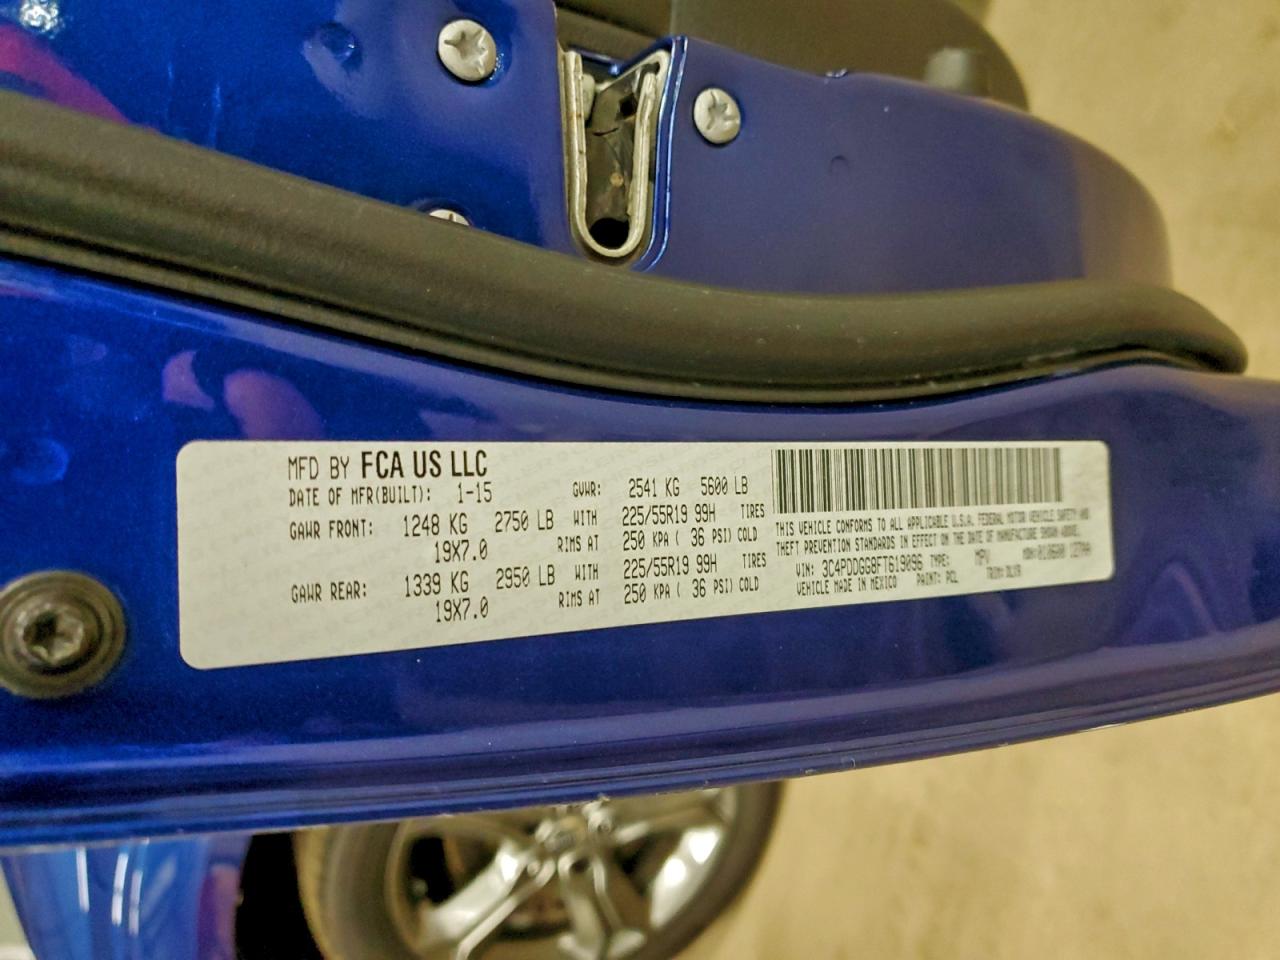 MFD BY FCA US LLC
DATE OF MFR(BUILT): 1-15 GVWR: 2541 KG 5600 LB
GAWR FRONT: 1248 KG 2750 LB WITH 225/55R19 99H TIRES
19X7.0 RIMS AT 250 KPA ( 36 PSI) COLD
GAWR REAR: 1339 KG 2950 LB WITH 225/55R19 99H TIRES
19X7.0 RIMS AT 250 KPA ( 36 PSI) COLD
THIS VEHICLE CONFORMS TO ALL APPLICABLE U.S.A. FEDERAL MOTOR VEHICLE SAFETY AND
THEFT PREVENTION STANDARDS IN EFFECT ON THE DATE OF MANUFACTURE SHOWN ABOVE.
VIN: 3C4PDDGG8FT619096 TYPE: MPV
VEHICLE MADE IN MEXICO PAINT: PCL TRIM: